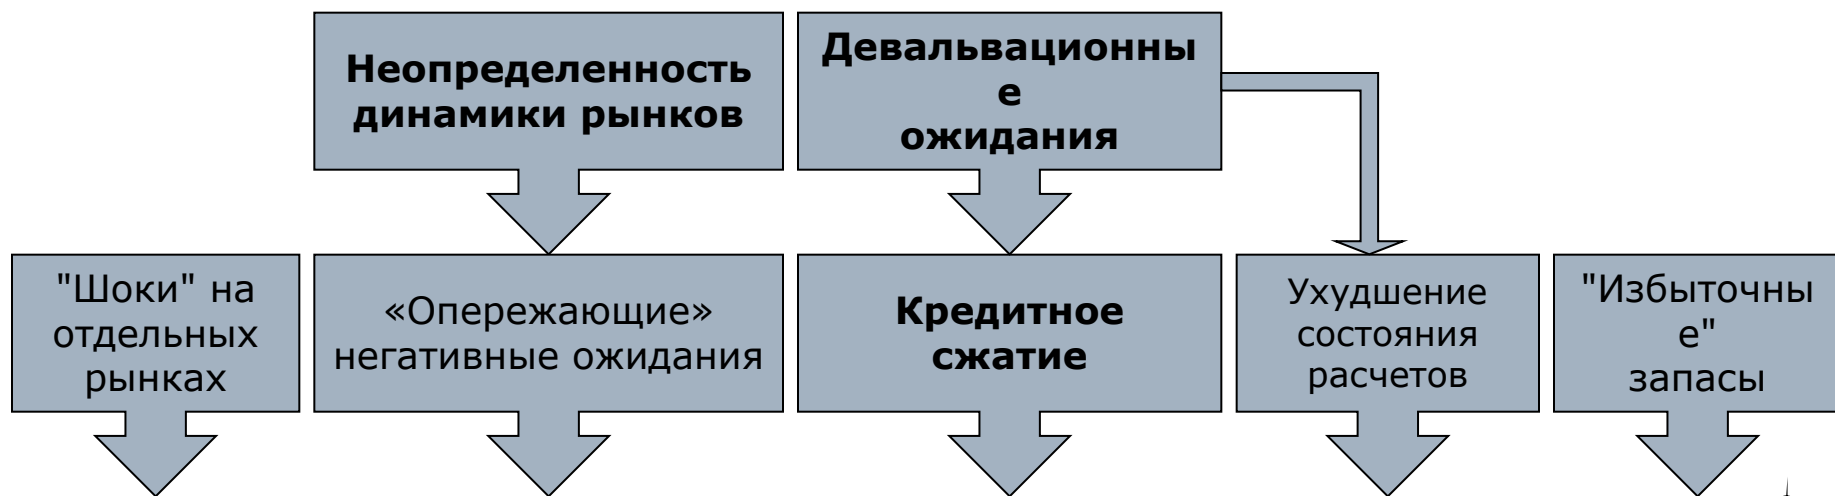 Неопределенность
динамики рынков
Девальвационны
е
ожидания
"Шоки" на
отдельных
рынках
«Опережающие»
негативные ожидания
Кредитное
сжатие
Ухудшение
состояния
расчетов
"Избыточны
е"
запасы